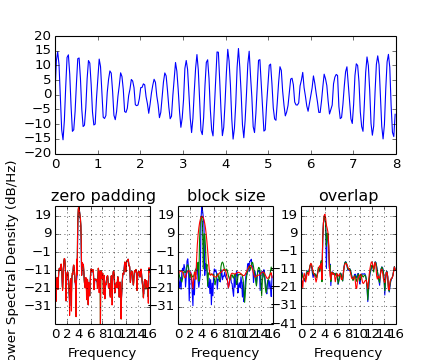 20
15
10
5
0
−5
−10
−15
−20
0 1 2 3 4 5 6 7 8
zero padding block size overlap
Spectral Density (dB/Hz)
19 19 19
9 9 9
−1 −1 −1
−11 −11 −11
−21 −21 −21
−31 −31 −31
−41
0 2 4 6 8 10 12 14 16 0 2 4 6 8 10 12 14 16 0 2 4 6 8 10 12 14 16
Frequency Frequency Frequency